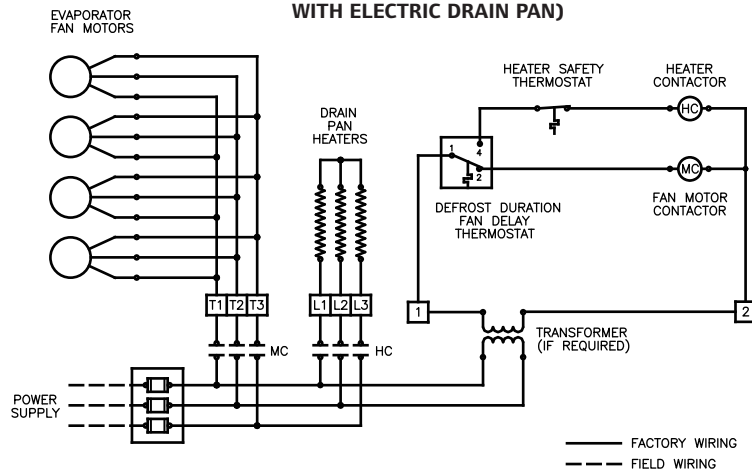 WITH ELECTRIC DRAIN PAN)
EVAPORATOR
FAN MOTORS
HEATER SAFETY
THERMOSTAT
HEATER
CONTACTOR
HC
DRAIN
PAN
HEATERS
1
4
2
MC
DEFROST DURATION
FAN DELAY
THERMOSTAT
FAN MOTOR
CONTACTOR
T1 T2 T3
L1 L2 L3
1
2
TRANSFORMER
(IF REQUIRED)
MC
HC
POWER
SUPPLY
FACTORY WIRING
FIELD WIRING